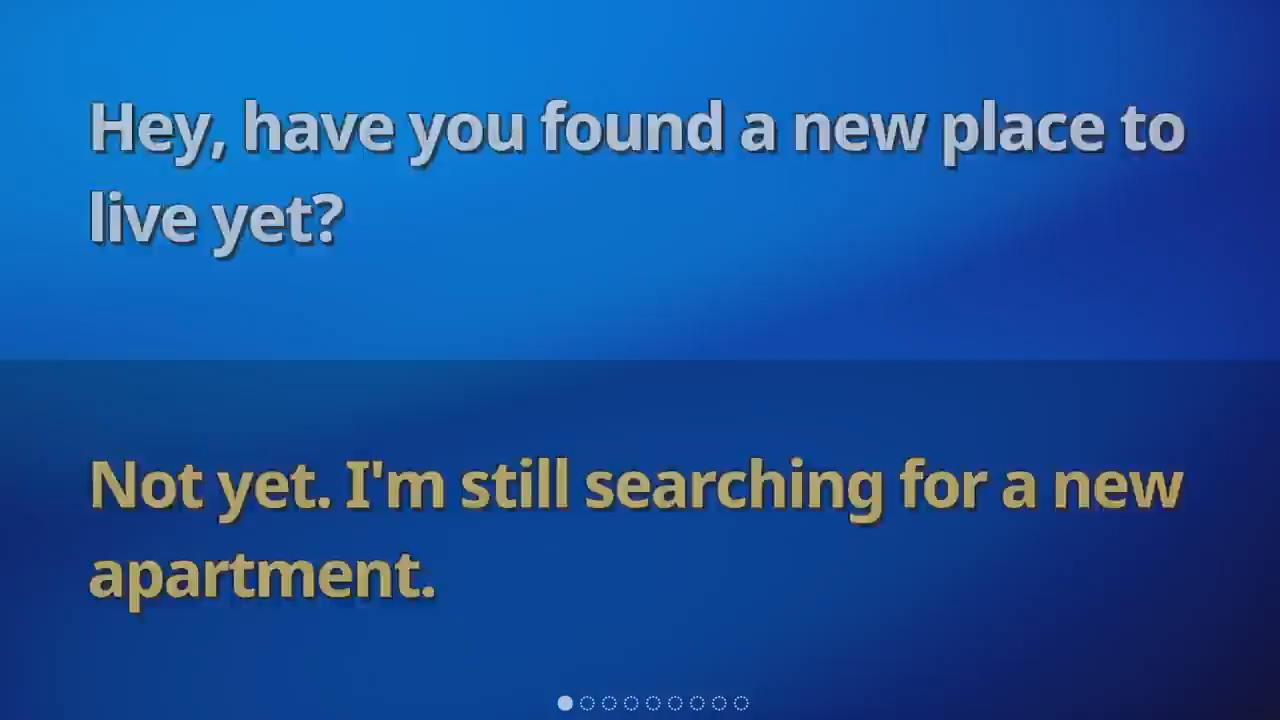 Hey, have you found a new place to
live yet?
Not yet. I'm still searching for a new
apartment.